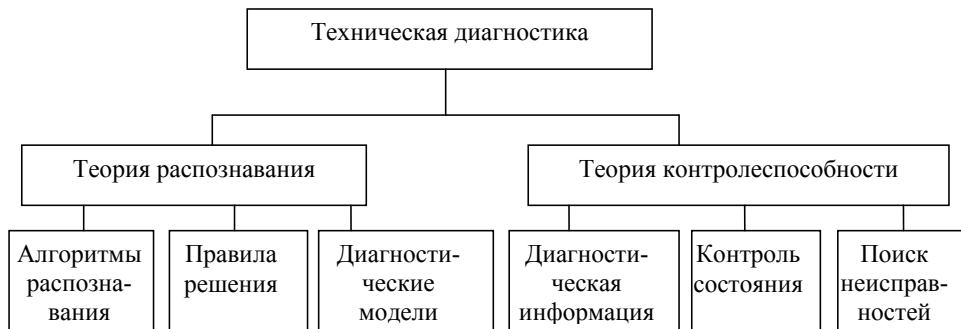 Техническая диагностика
Теория распознавания
Теория контролеспособности
Алгоритмы
распозна-
вания
Правила
решения
Диагности-
ческие
модели
Диагности-
ческая
информация
Контроль
состояния
Поиск
неисправ-
ностей